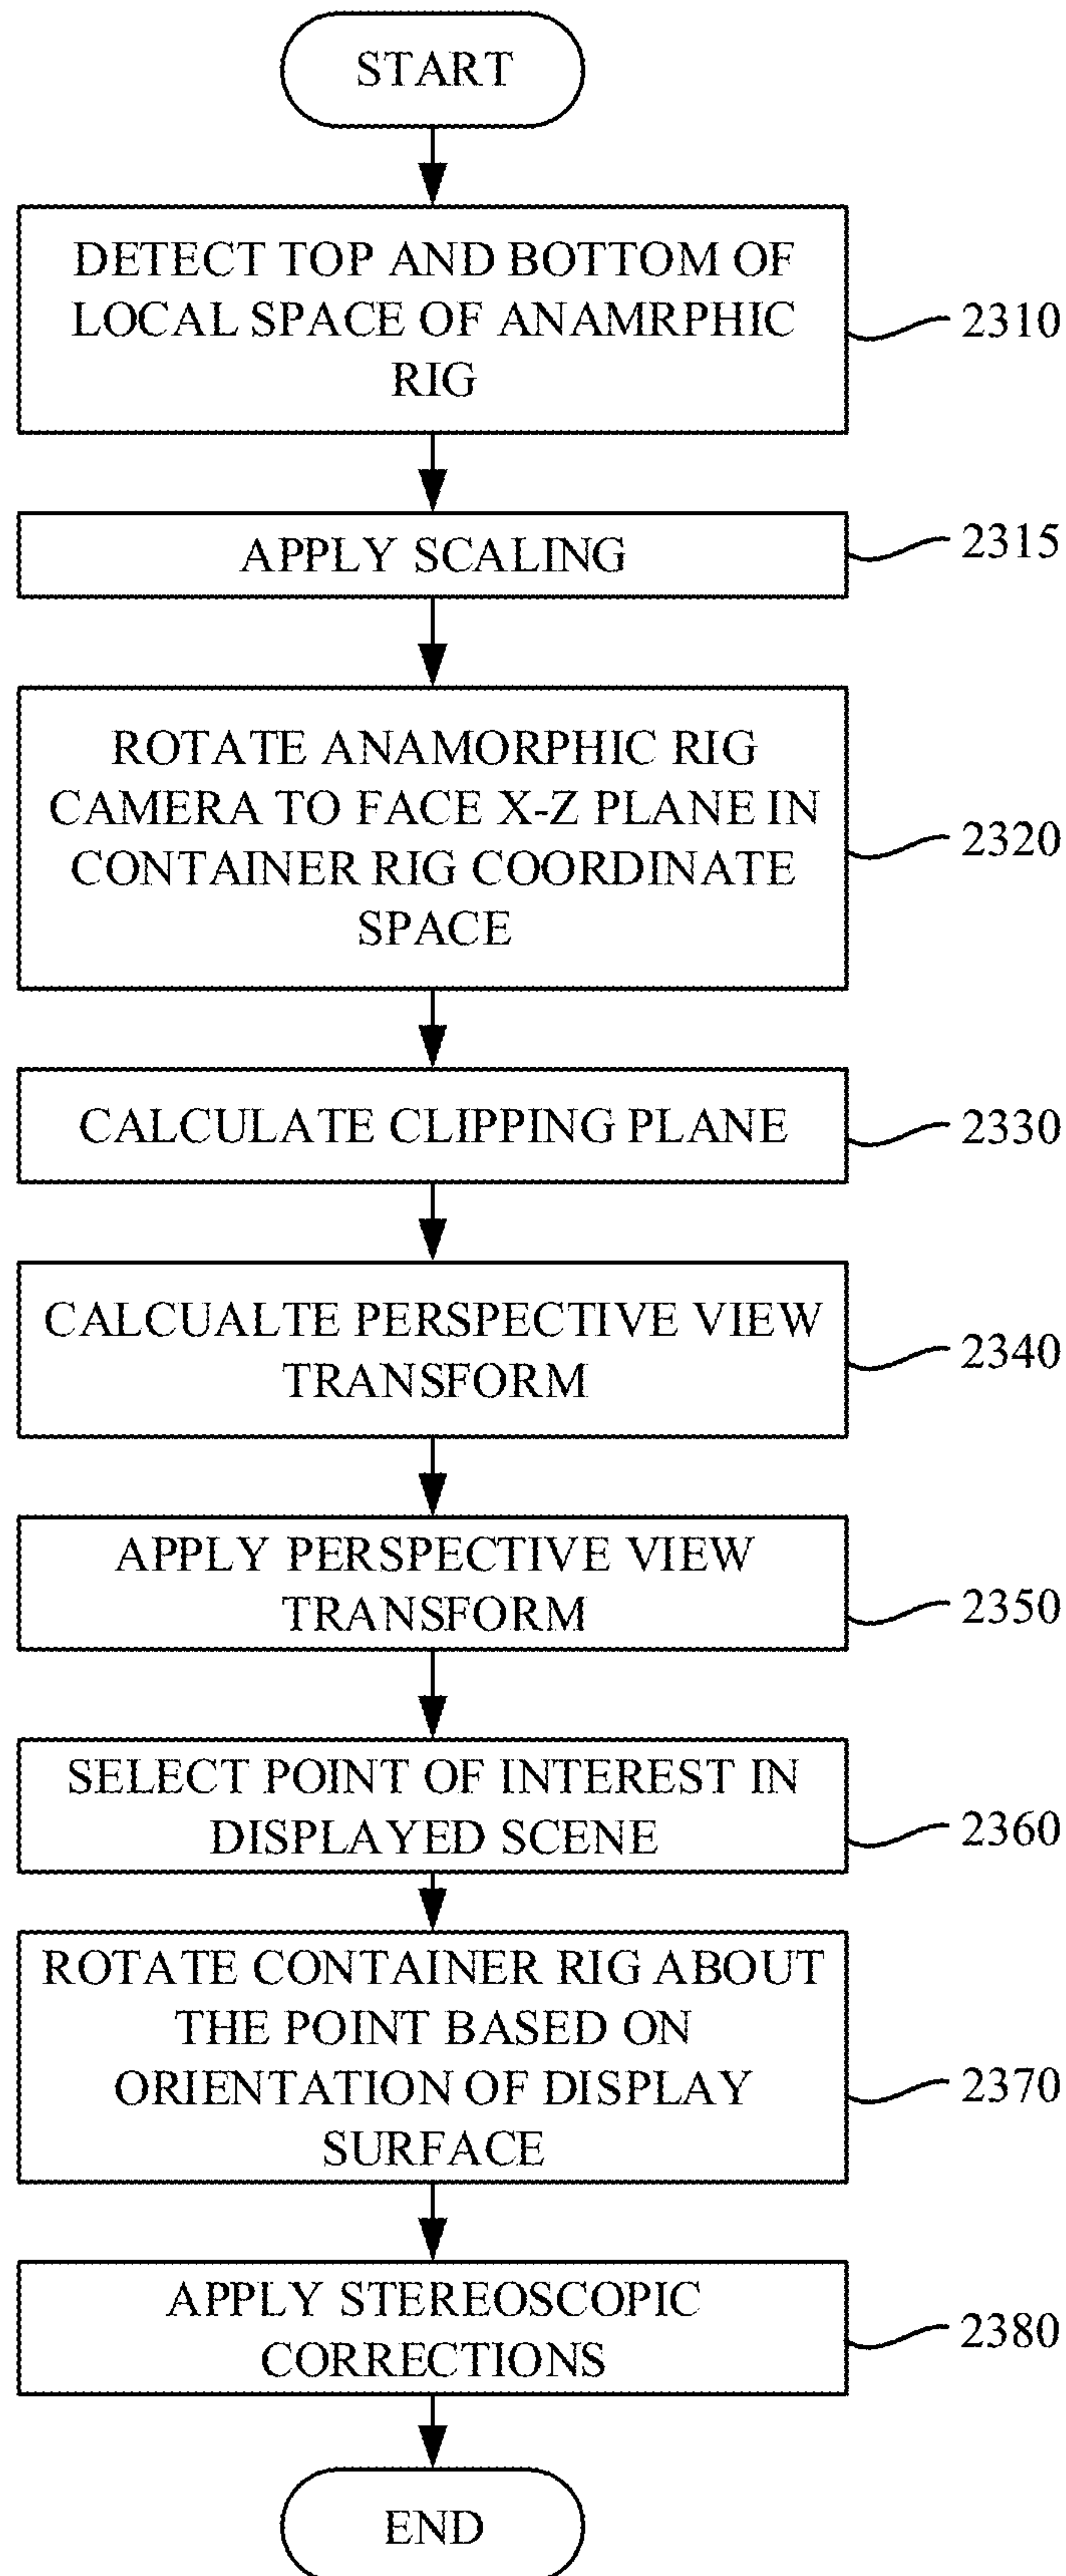 START
DETECT TOP AND BOTTOM OF
LOCAL SPACE OF ANAMRPHIC
RIG
2310
APPLY SCALING
2315
ROTATE ANAMORPHIC RIG
CAMERA TO FACE X-Z PLANE IN
CONTAINER RIG COORDINATE
SPACE
2320
CALCULATE CLIPPING PLANE
2330
CALCUALTE PERSPECTIVE VIEW
TRANSFORM
2340
APPLY PERSPECTIVE VIEW
TRANSFORM
2350
SELECT POINT OF INTEREST IN
DISPLAYED SCENE
2360
ROTATE CONTAINER RIG ABOUT
THE POINT BASED ON
ORIENTATION OF DISPLAY
SURFACE
2370
APPLY STEREOSCOPIC
CORRECTIONS
2380
END